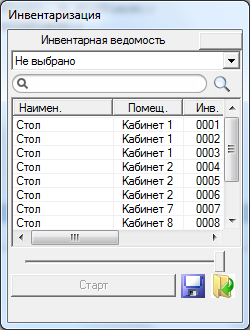 Инвентаризация
Инвентарная ведомость
Не выбрано
Наимен. Помещ. Инв.
Стол Кабинет 1 0001
Стол Кабинет 1 0002
Стол Кабинет 1 0003
Стол Кабинет 2 0004
Стол Кабинет 2 0005
Стол Кабинет 2 0006
Стол Кабинет 7 0007
Стол Кабинет 8 0008
Старт